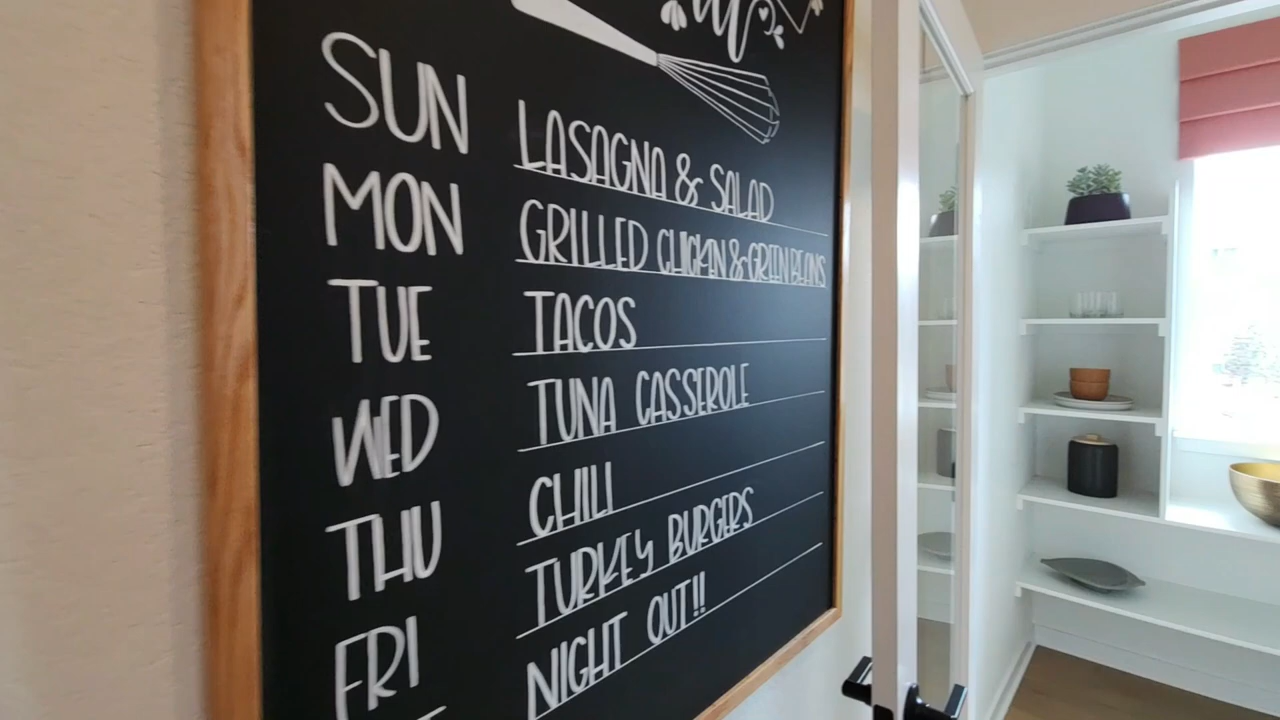 SUN LASAGNA & SALAD
MON GRILLED CHICKEN & GREEN BEANS
TUE TACOS
WED TUNA CASSEROLE
THU CHILI
FRI TURKEY BURGERS
NIGHT OUT!!